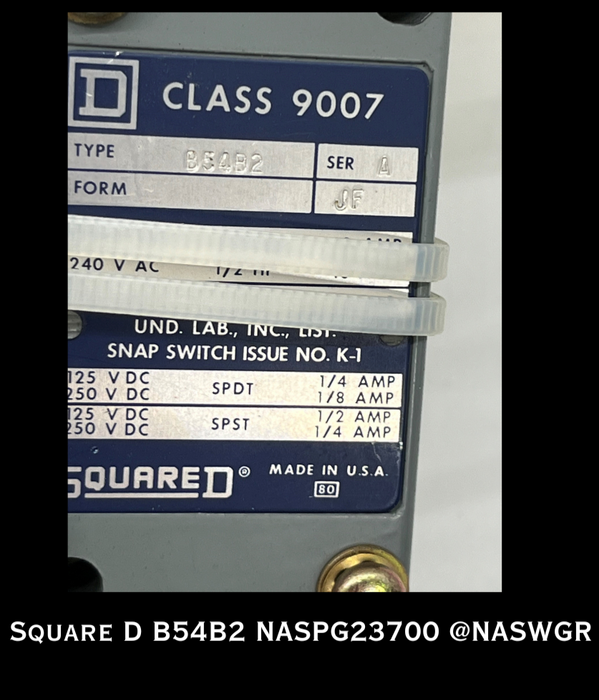 D CLASS 9007
TYPE B54B2 SER A
FORM JF
AMP
240 V AC 1/2
UND. LAB., INC., LIST.
SNAP SWITCH ISSUE NO. K-1
125 V DC SPDT 1/4 AMP
250 V DC 1/8 AMP
125 V DC SPST 1/2 AMP
250 V DC 1/4 AMP
SQUARE D ® MADE IN U.S.A.
80
SQUARE D B54B2 NASPG23700 @NASWGR